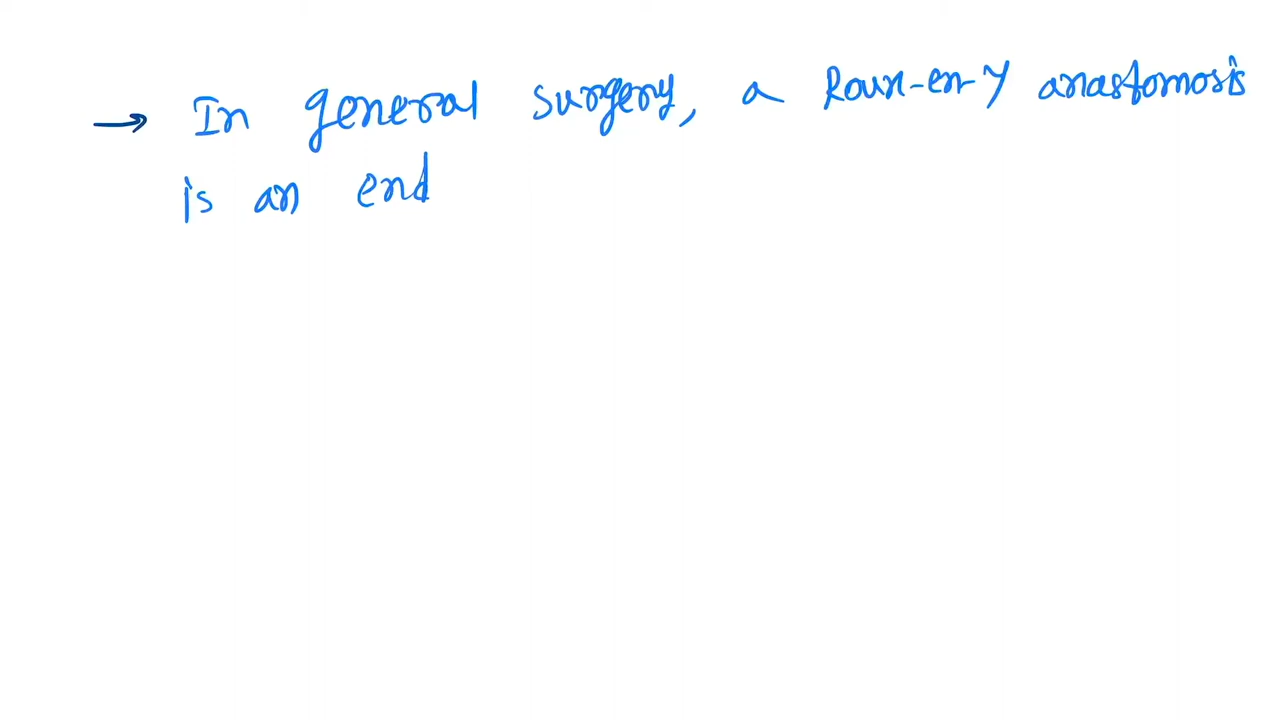 → In general surgery, a Roux-en-Y anastomosis
is an end